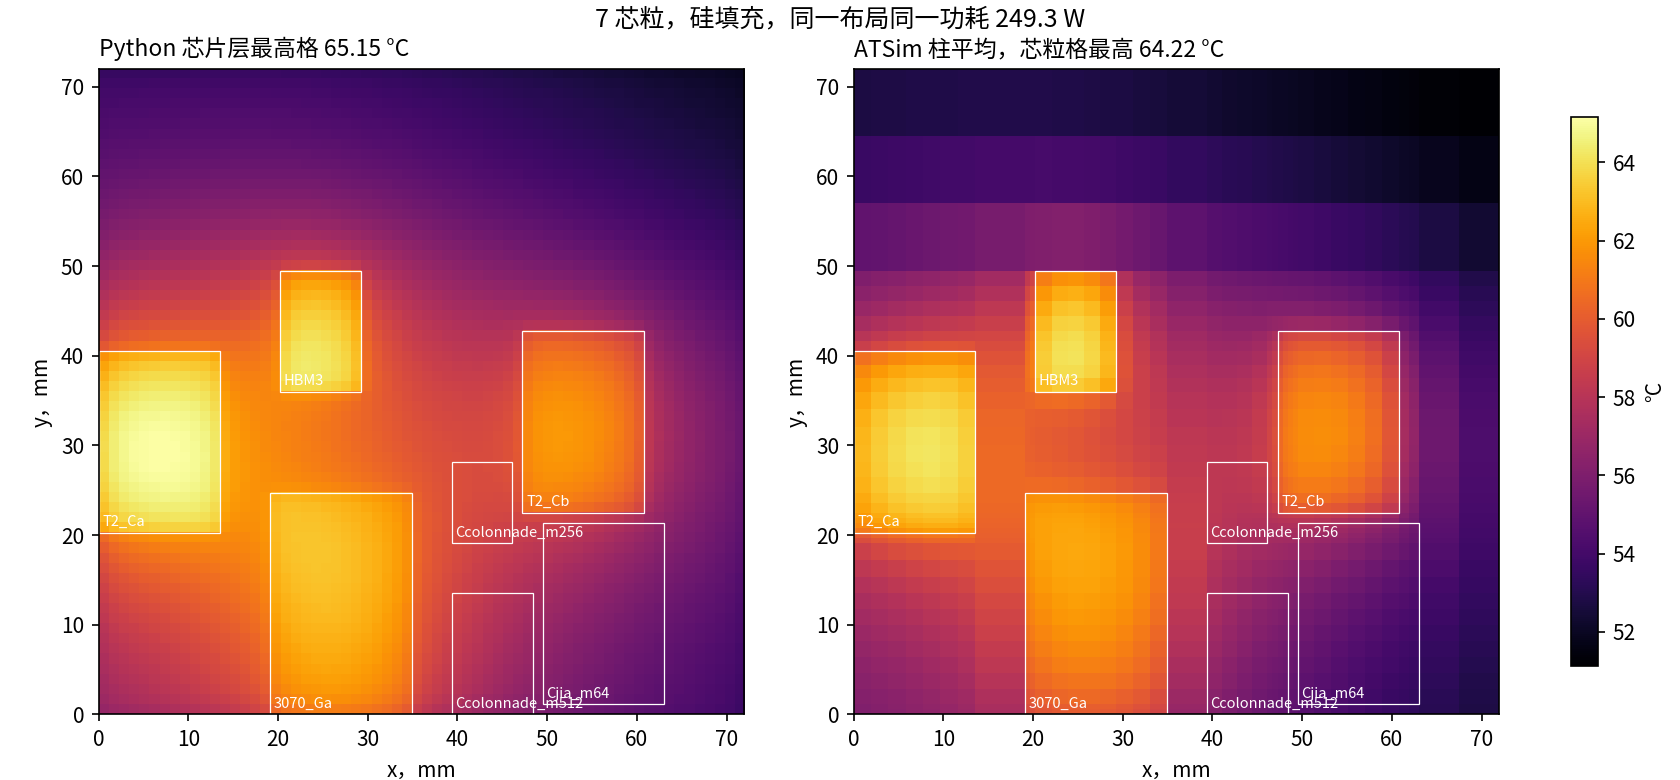 7 芯粒，硅填充，同一布局同一功耗 249.3 W
Python 芯片层最高格 65.15 °C
70
60
50
40
30
20
10
0
y，mm
HBM3
T2_Ca
T2_Cb
Ccolonnade_m256
3070_Ga
Cjja_m64
Ccolonnade_m512
0 10 20 30 40 50 60 70
x，mm
ATSim 柱平均，芯粒格最高 64.22 °C
70
60
50
40
30
20
10
0
y，mm
HBM3
T2_Ca
T2_Cb
Ccolonnade_m256
3070_Ga
Cjja_m64
Ccolonnade_m512
0 10 20 30 40 50 60 70
x，mm
64
62
60
58
56
54
52
°C